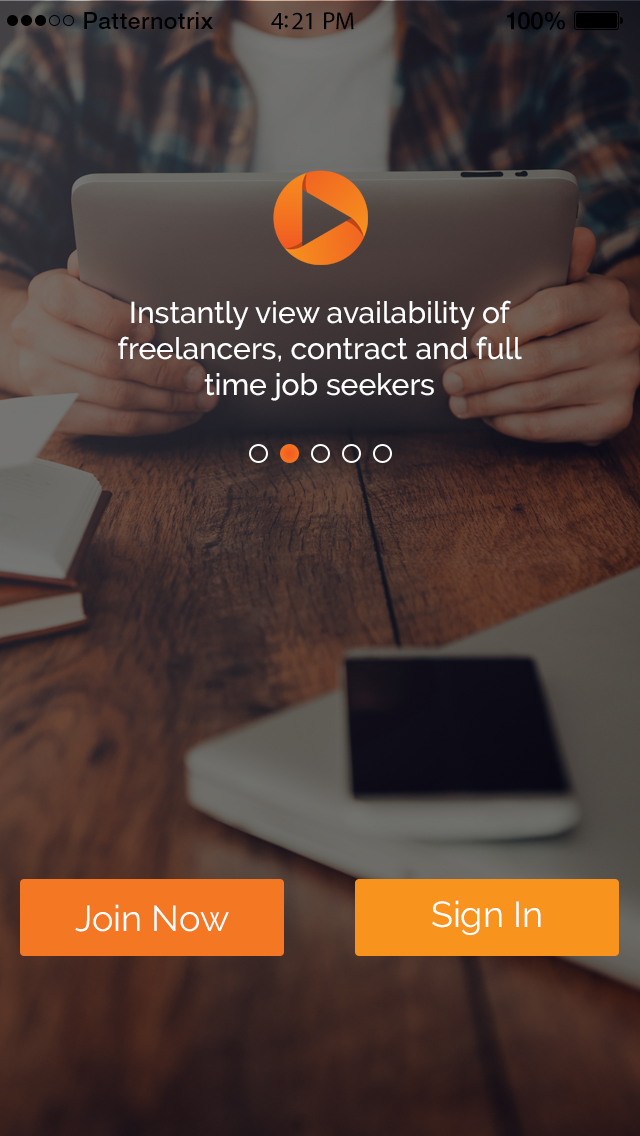 Patternotrix 4:21 PM 100%
Instantly view availability of
freelancers, contract and full
time job seekers
Join Now Sign In